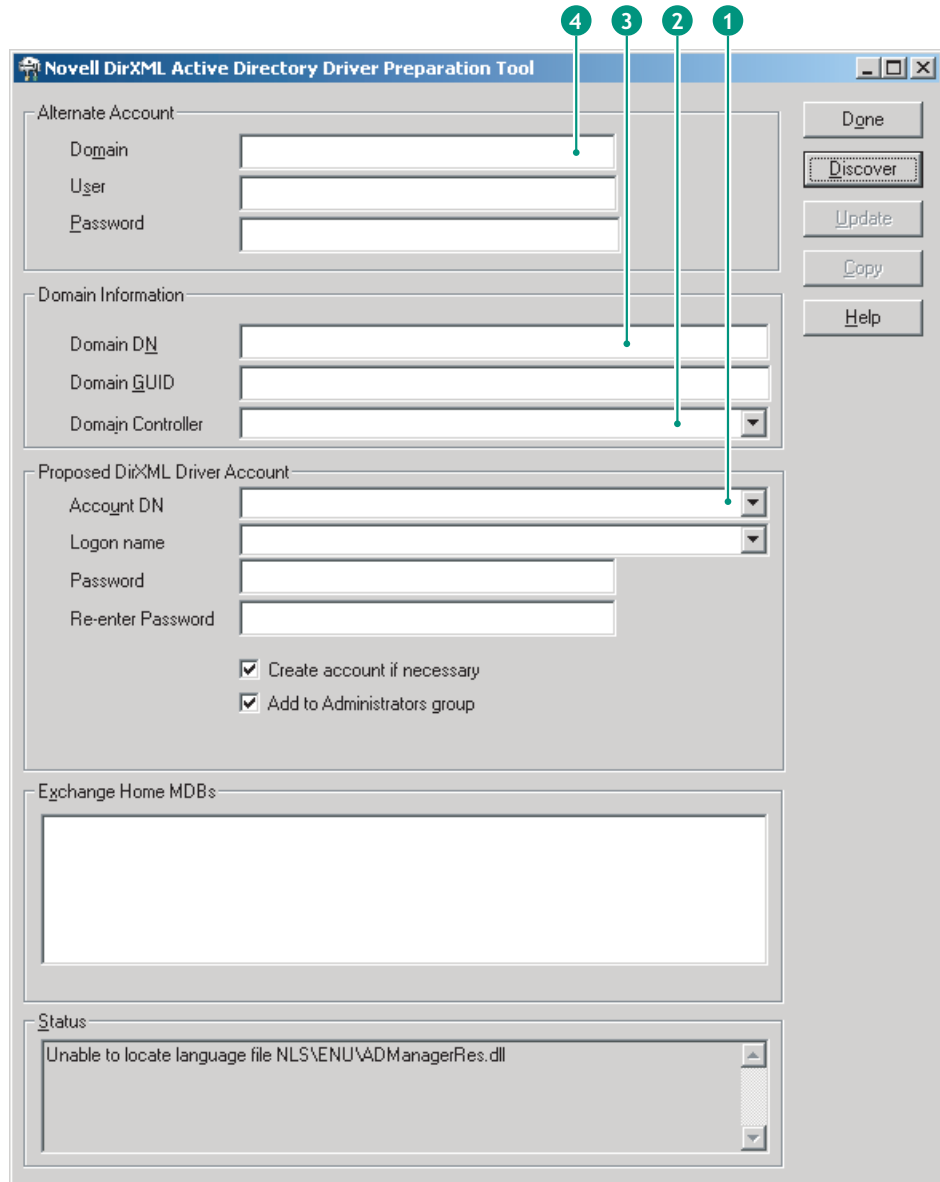 4 3 2 1
Novell DirXML Active Directory Driver Preparation Tool
Alternate Account
Domain
User
Password
Done
Discover
Update
Copy
Help
Domain Information
Domain DN
Domain GUID
Domain Controller
Proposed DirXML Driver Account
Account DN
Logon name
Password
Re-enter Password
Create account if necessary
Add to Administrators group
Exchange Home MDBs
Status
Unable to locate language file NLS\ENU\ADManagerRes.dll